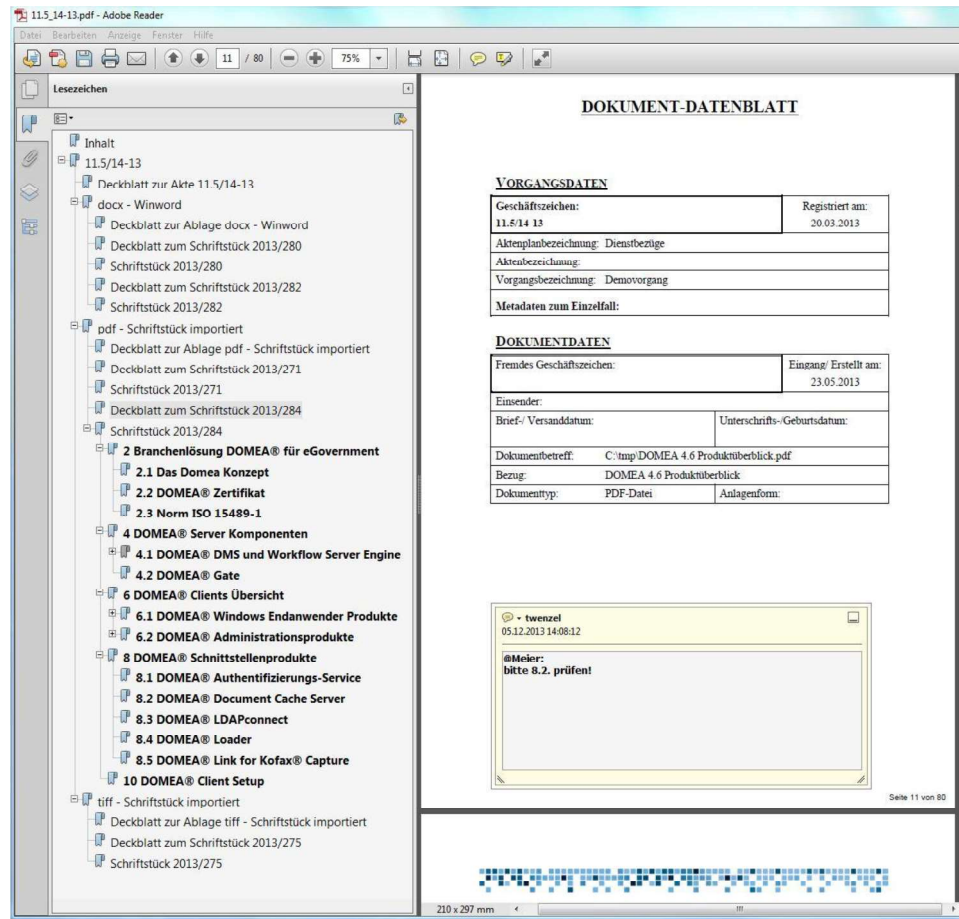 11.5_14-13.pdf - Adobe Reader
Datei Bearbeiten Anzeige Fenster Hilfe
11 / 80 75%
Lesezeichen
Inhalt
11.5/14-13
Deckblatt zur Akte 11.5/14-13
docx - Winword
Deckblatt zur Ablage docx - Winword
Deckblatt zum Schriftstück 2013/280
Schriftstück 2013/280
Deckblatt zum Schriftstück 2013/282
Schriftstück 2013/282
pdf - Schriftstück importiert
Deckblatt zur Ablage pdf - Schriftstück importiert
Deckblatt zum Schriftstück 2013/271
Schriftstück 2013/271
Deckblatt zum Schriftstück 2013/284
Schriftstück 2013/284
2 Branchenlösung DOMEA® für eGovernment
2.1 Das Domea Konzept
2.2 DOMEA® Zertifikat
2.3 Norm ISO 15489-1
4 DOMEA® Server Komponenten
4.1 DOMEA® DMS und Workflow Server Engine
4.2 DOMEA® Gate
6 DOMEA® Clients Übersicht
6.1 DOMEA® Windows Endanwender Produkte
6.2 DOMEA® Administrationsprodukte
8 DOMEA® Schnittstellenprodukte
8.1 DOMEA® Authentifizierungs-Service
8.2 DOMEA® Document Cache Server
8.3 DOMEA® LDAPconnect
8.4 DOMEA® Loader
8.5 DOMEA® Link for Kofax® Capture
10 DOMEA® Client Setup
tiff - Schriftstück importiert
Deckblatt zur Ablage tiff - Schriftstück importiert
Deckblatt zum Schriftstück 2013/275
Schriftstück 2013/275
DOKUMENT-DATENBLATT
VORGANGSDATEN
Geschäftszeichen: Registriert am:
11.5/14-13 20.03.2013
Aktenplanbezeichnung: Dienstbezüge
Aktenbezeichnung:
Vorgangsbezeichnung: Demovorgang
Metadaten zum Einzelfall:
DOKUMENTDATEN
Fremdes Geschäftszeichen: Eingang/ Erstellt am:
23.05.2013
Einsender:
Brief-/ Versanddatum: Unterschrifts-/Geburtsdatum:
Dokumentbetreff: C:\tmp\DOMEA 4.6 Produktüberblick.pdf
Bezug: DOMEA 4.6 Produktüberblick
Dokumenttyp: PDF-Datei Anlagenform:
twenzel
05.12.2013 14:08:12
@Meier:
bitte 8.2. prüfen!
Seite 11 von 80
210 x 297 mm